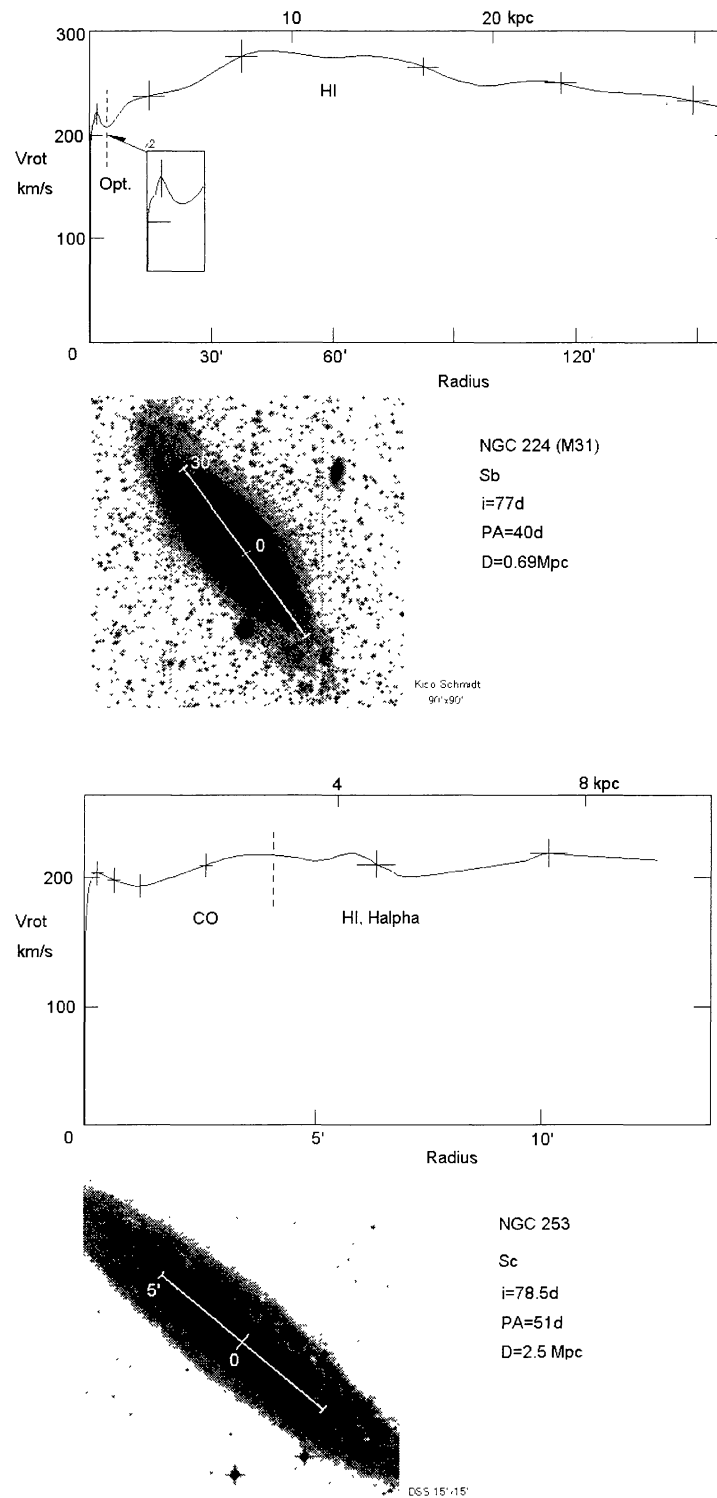 10 20 kpc
300
HI
200
Vrot
km/s
Opt.
100
0
30' 60' 120'
Radius
NGC 224 (M31)
Sb
i=77d
PA=40d
D=0.69Mpc
30'
0
Kiso Schmidt
90'x90'
4 8 kpc
200
Vrot
km/s
CO HI, Halpha
100
0
5' 10'
Radius
NGC 253
Sc
i=78.5d
PA=51d
D=2.5 Mpc
5'
0
DSS 15'x15'